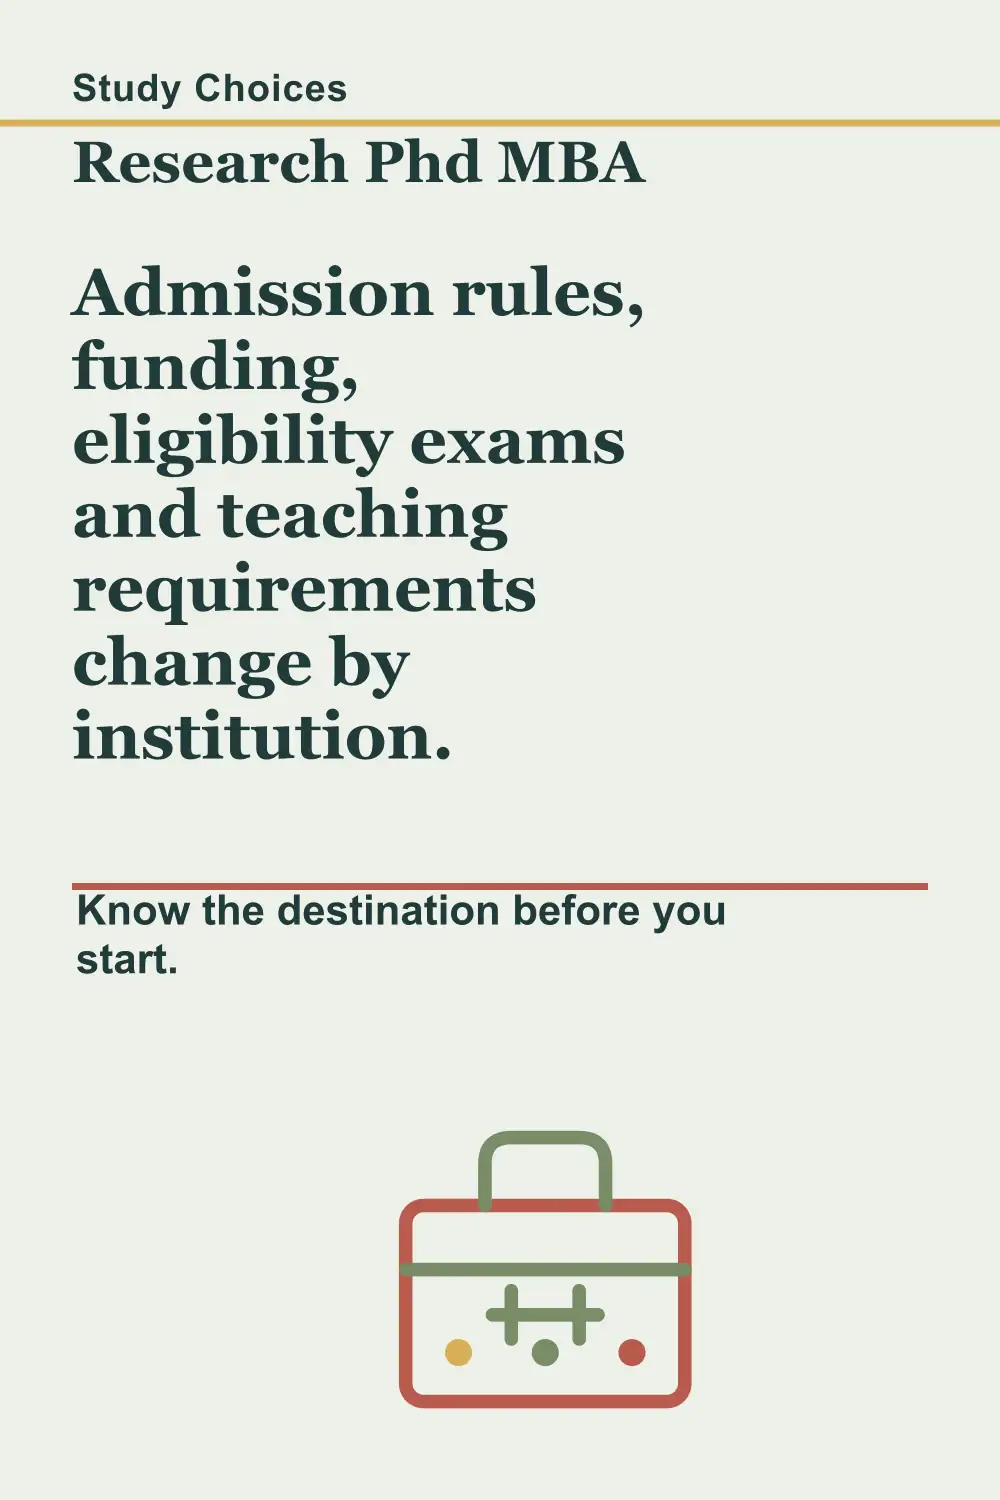 Study Choices
Research Phd MBA
Admission rules,
funding,
eligibility exams
and teaching
requirements
change by
institution.
Know the destination before you
start.